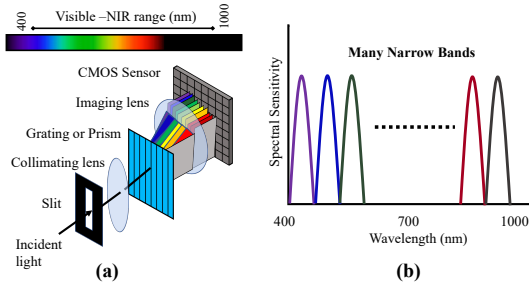 Visible –NIR range (nm)
400
1000
CMOS Sensor
Imaging lens
Grating or Prism
Collimating lens
Slit
Incident
light
(a)
Many Narrow Bands
Spectral Sensitivity
400
700
1000
Wavelength (nm)
(b)